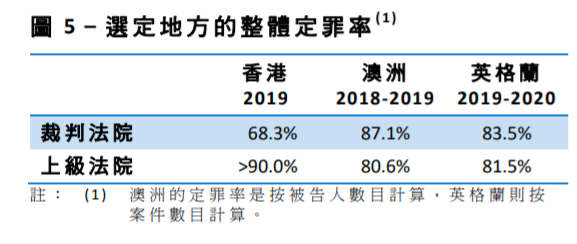 圖 5 – 選定地方的整體定罪率(1)
香港 澳洲 英格蘭
2019 2018-2019 2019-2020
裁判法院 68.3% 87.1% 83.5%
上級法院 >90.0% 80.6% 81.5%
註： (1) 澳洲的定罪率是按被告人數目計算，英格蘭則按
案件數目計算。